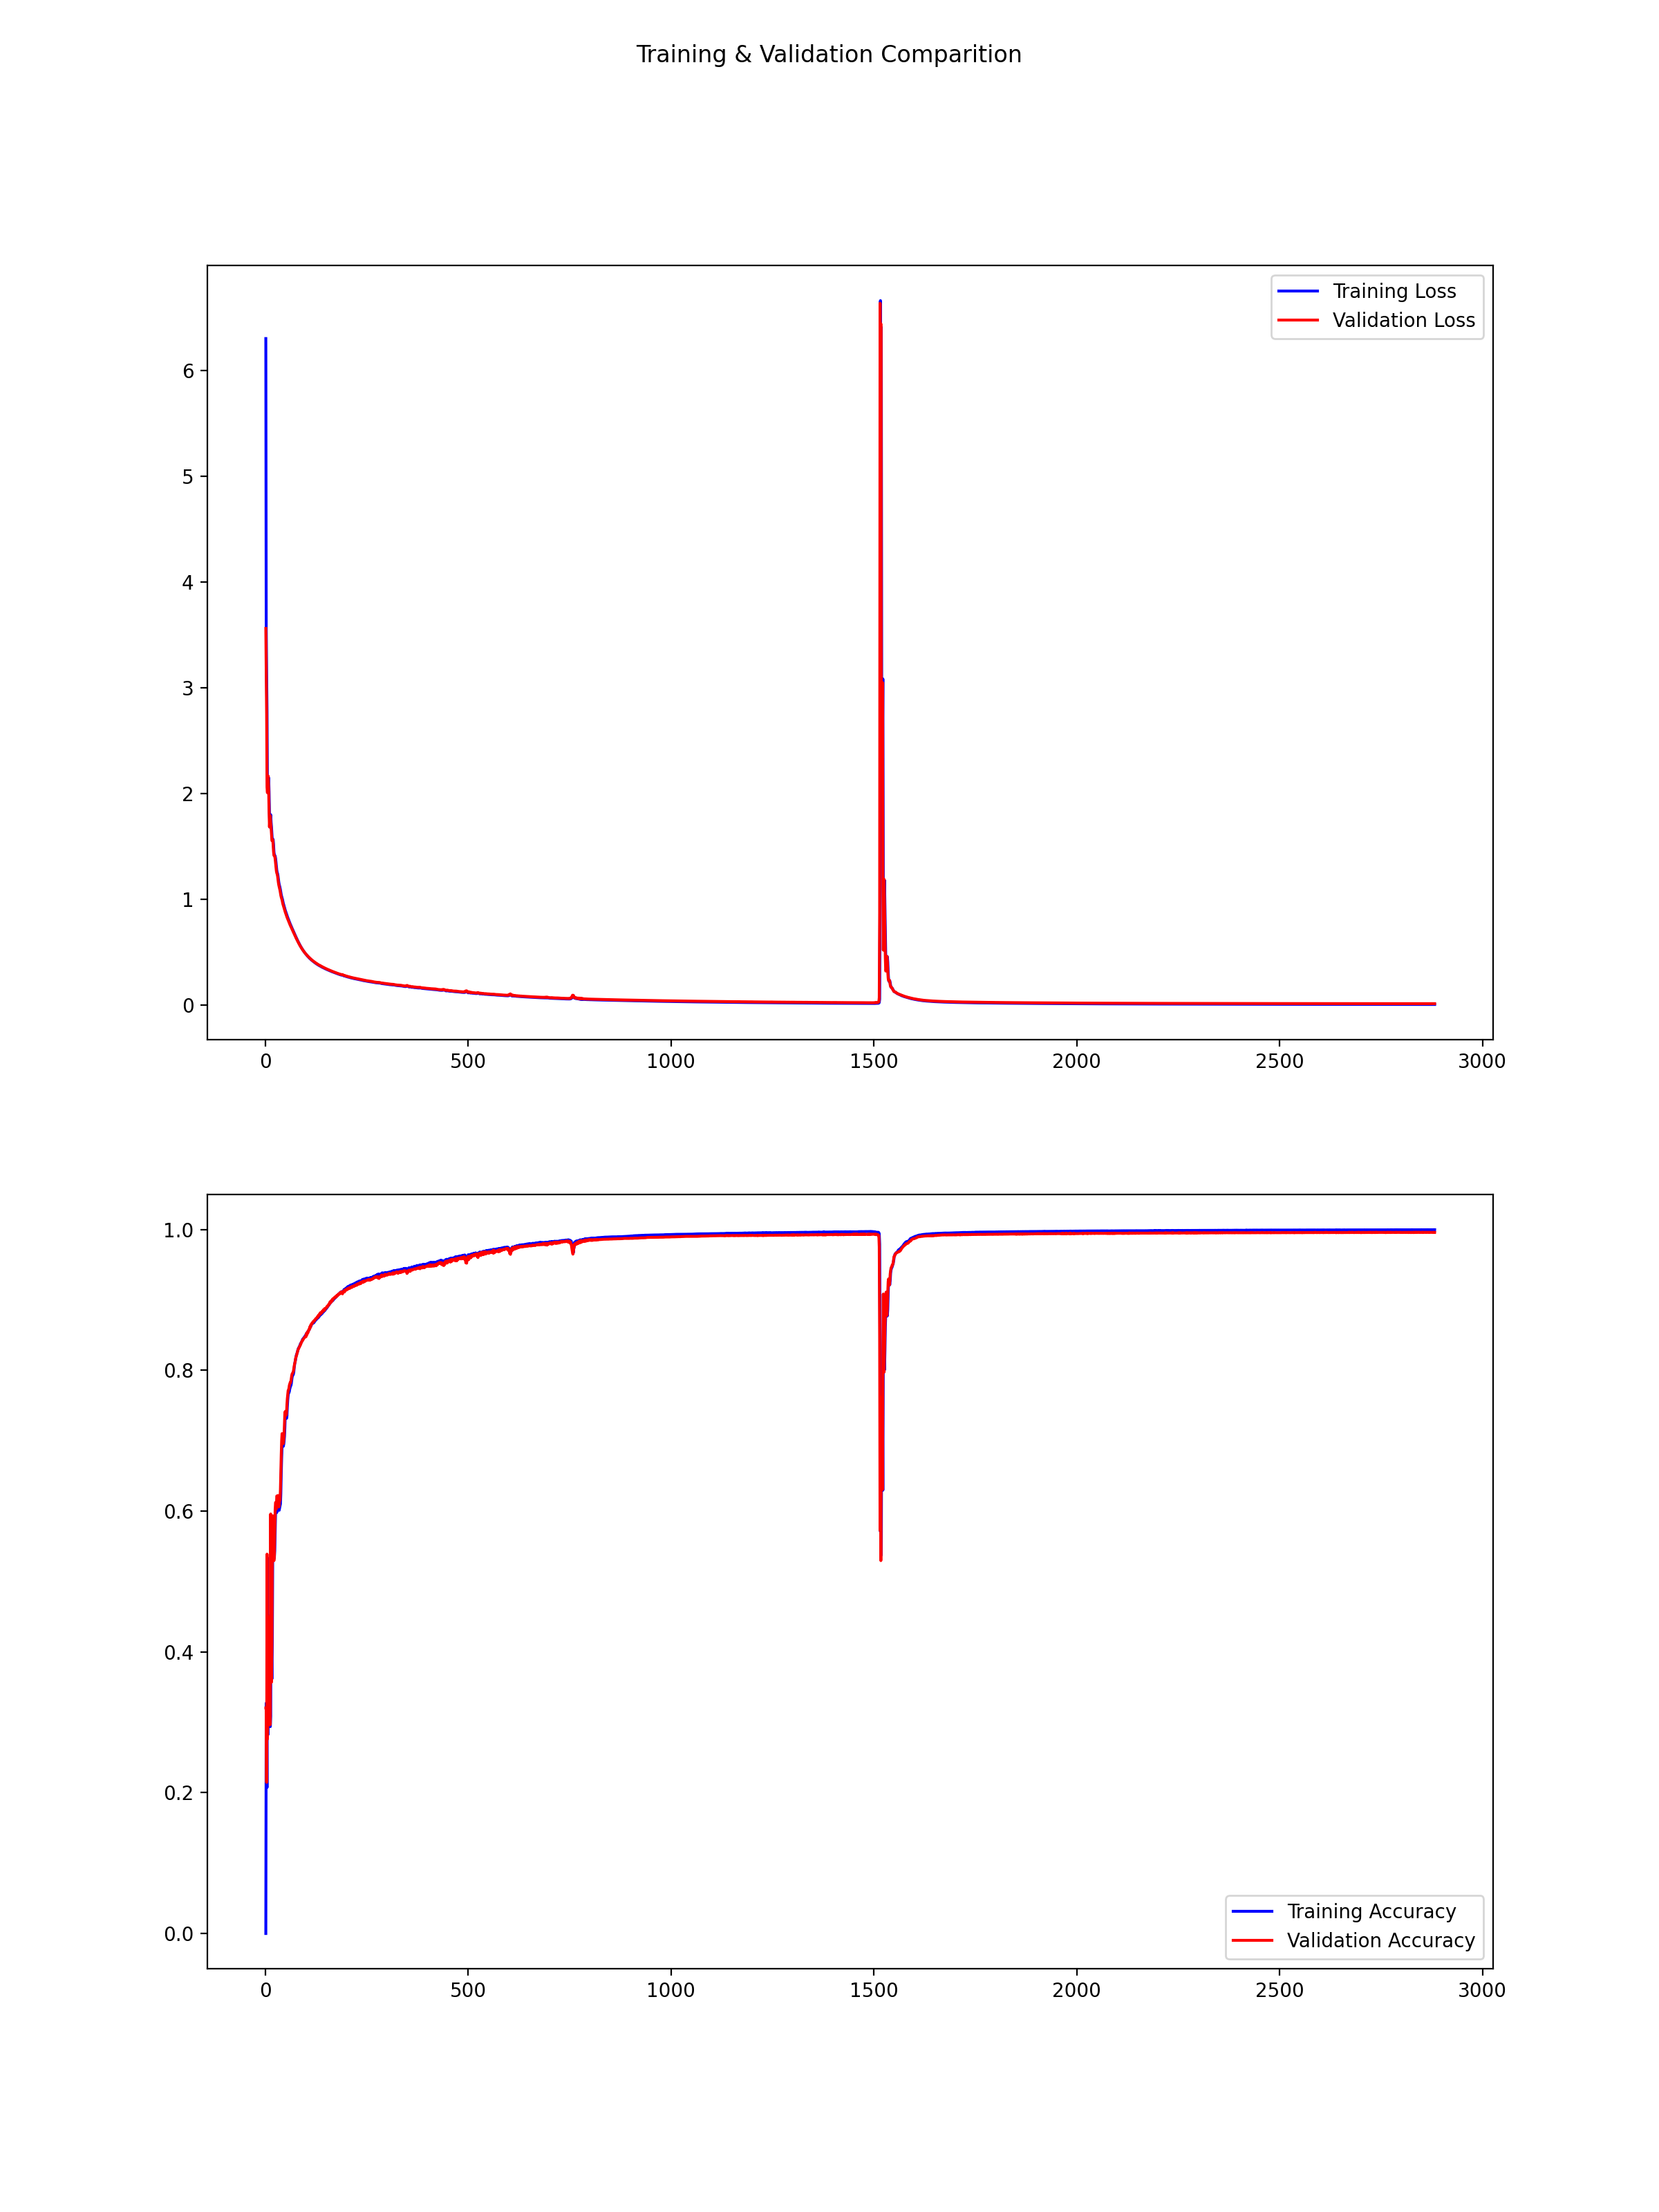 Training & Validation Comparition
Training Loss
Validation Loss
6
5
4
3
2
1
0
0 500 1000 1500 2000 2500 3000
1.0
0.8
0.6
0.4
0.2
0.0
Training Accuracy
Validation Accuracy
0 500 1000 1500 2000 2500 3000